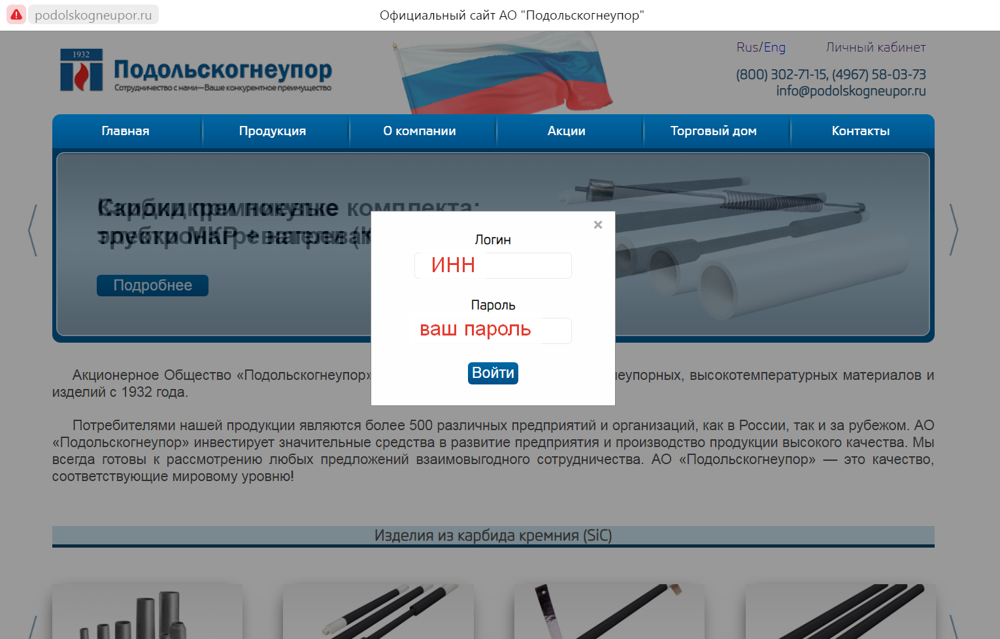 podolskogneupor.ru
Официальный сайт АО "Подольскогнеупор"
1932
Подольскогнеупор
Сотрудничество с нами—Ваше конкурентное преимущество
Rus/Eng
Личный кабинет
(800) 302-71-15, (4967) 58-03-73
info@podolskogneupor.ru
Главная
Продукция
О компании
Акции
Торговый дом
Контакты
комплекта:
Подробнее
Логин
ИНН
Пароль
ваш пароль
Войти
Акционерное Общество «Подольскогнеупор» высокотемпературных материалов и
изделий с 1932 года.
Потребителями нашей продукции являются более 500 различных предприятий и организаций, как в России, так и за рубежом. АО
«Подольскогнеупор» инвестирует значительные средства в развитие предприятия и производство продукции высокого качества. Мы
всегда готовы к рассмотрению любых предложений взаимовыгодного сотрудничества. АО «Подольскогнеупор» — это качество,
соответствующие мировому уровню!
Изделия из карбида кремния (SiC)